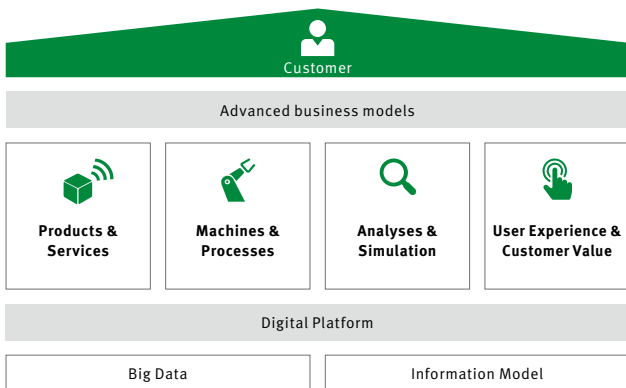 Customer
Advanced business models
Products &
Services
Machines &
Processes
Analyses &
Simulation
User Experience &
Customer Value
Digital Platform
Big Data
Information Model